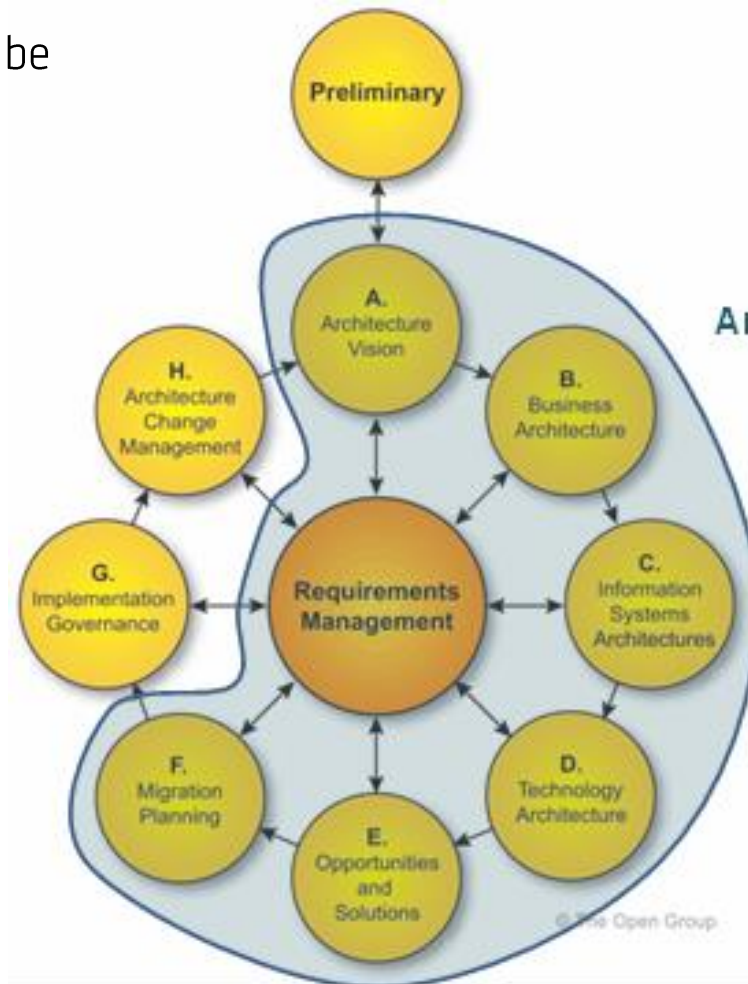 be
Preliminary
A.
Architecture
Vision
H.
Architecture
Change
Management
B.
Business
Architecture
G.
Implementation
Governance
Requirements
Management
C.
Information
Systems
Architectures
F.
Migration
Planning
D.
Technology
Architecture
E.
Opportunities
and
Solutions
© The Open Group